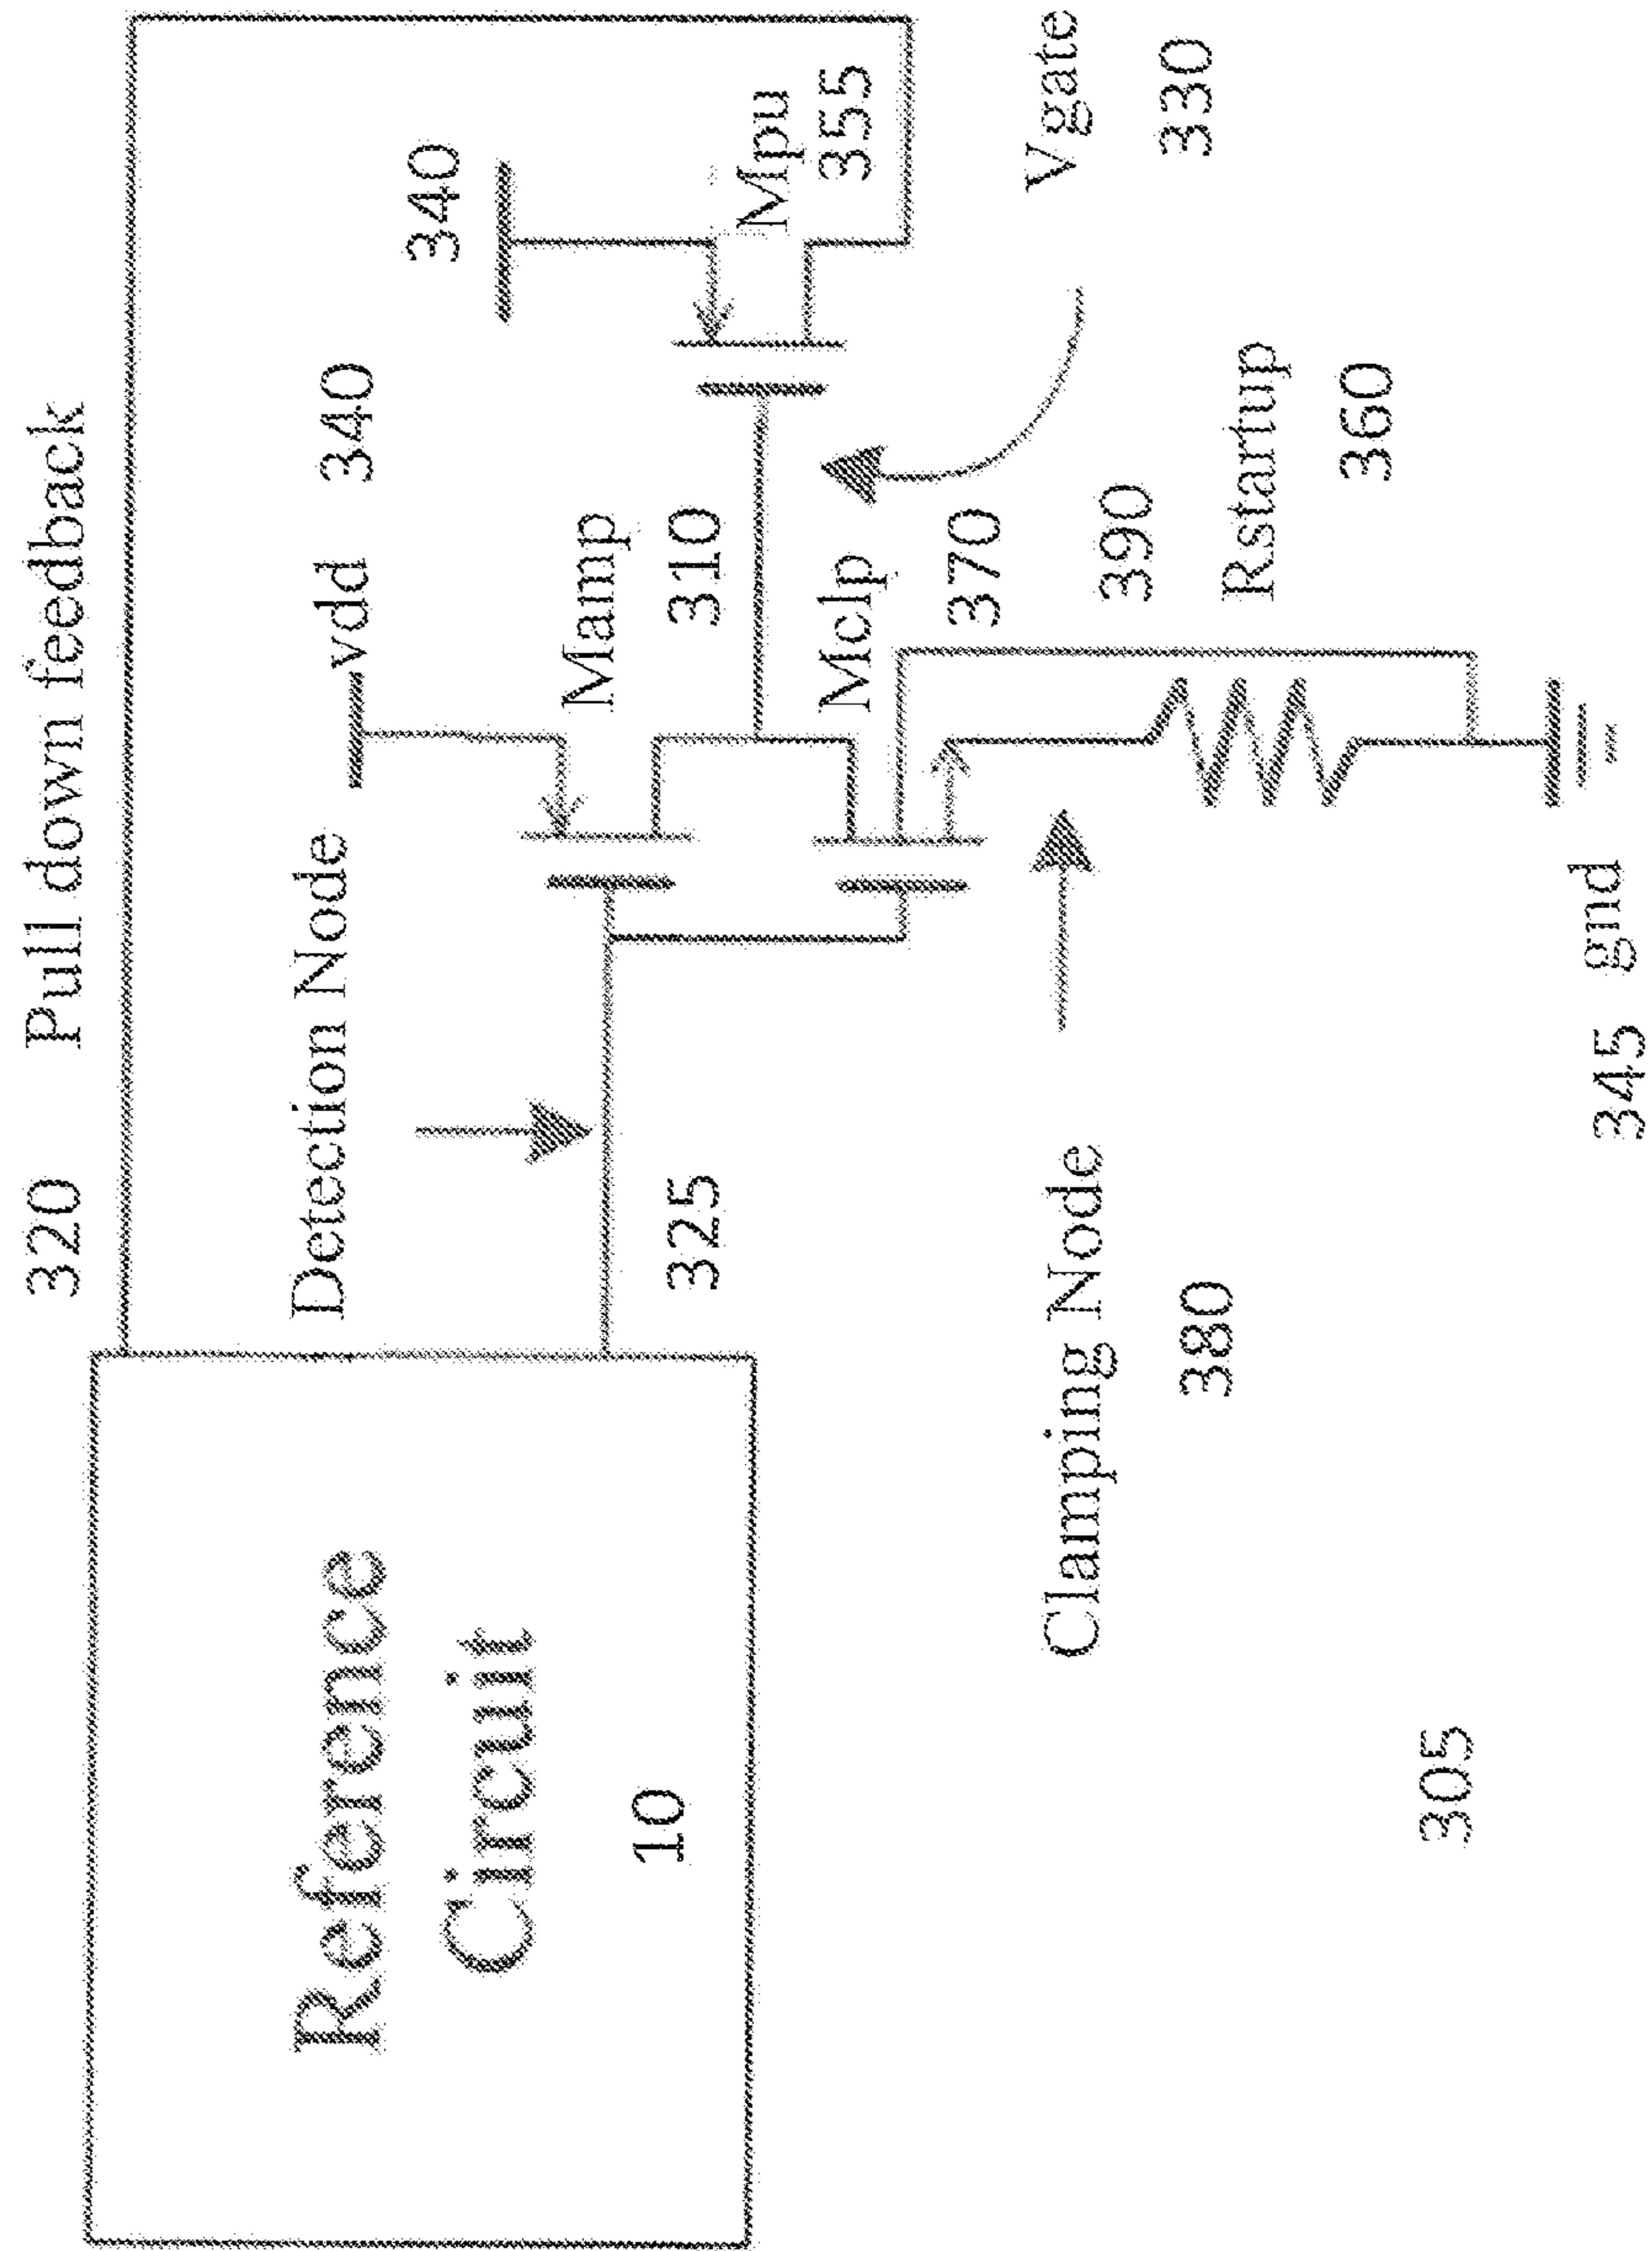 320 Pull down feedback
Detection Node
vdd 340
340
Reference
Circuit
10
325
Mamp
310
Mpu
355
Mclp
370
Vgate
330
Clamping Node
380
390
Rstartup
360
305
345 gnd